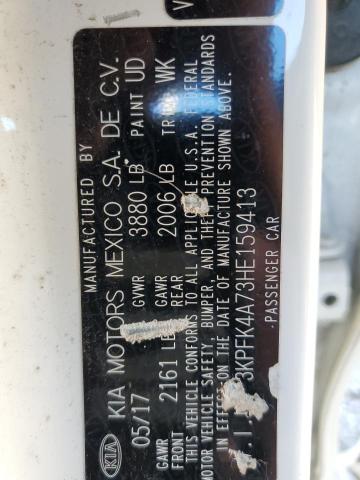 MANUFACTURED BY
KIA KIA MOTORS MEXICO S.A. DE C.V.
05/17 GVWR 3880 LB PAINT UD
GAWR FRONT 2161 LB GAWR REAR 2006 LB TRIM WK
THIS VEHICLE CONFORMS TO ALL APPLICABLE U.S.A. FEDERAL
MOTOR VEHICLE SAFETY, BUMPER, AND THEFT PREVENTION STANDARDS
IN EFFECT ON THE DATE OF MANUFACTURE SHOWN ABOVE.
3KPFK4A73HE159413
PASSENGER CAR
V